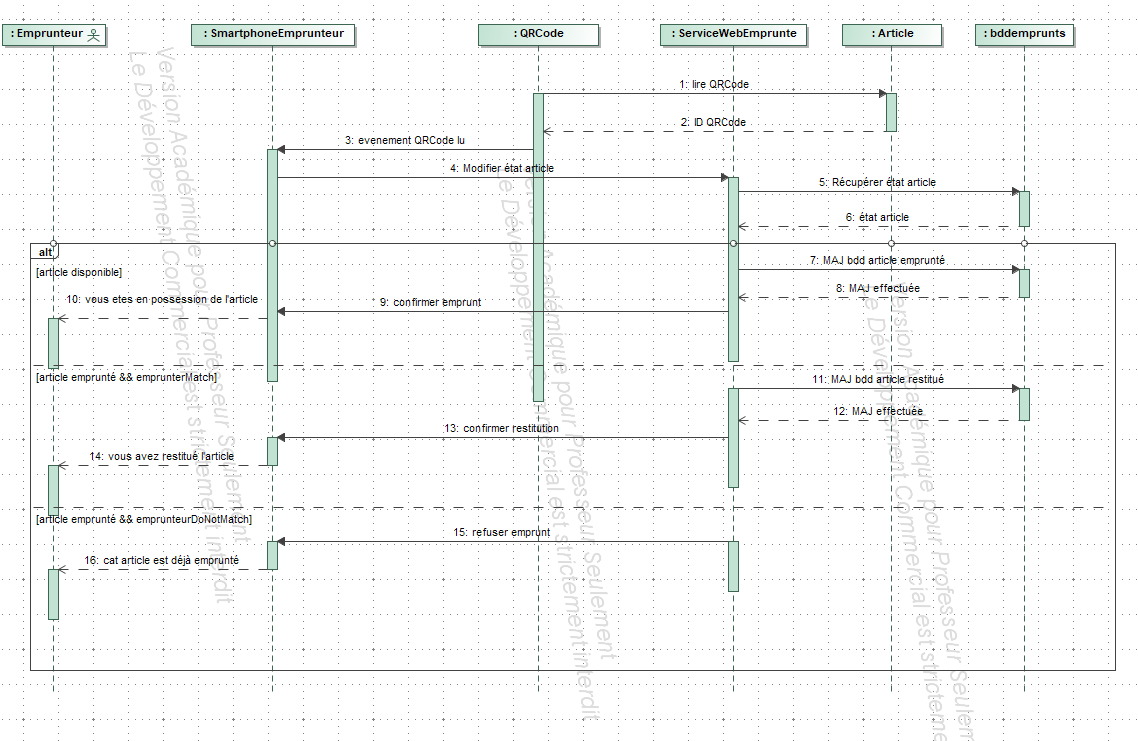 : Emprunteur
: SmartphoneEmprunteur
: QRCode
: ServiceWebEmprunte
: Article
: bddemprunts
1: lire QRCode
2: ID QRCode
3: evenement QRCode lu
4: Modifier état article
5: Récupérer état article
6: état article
alt
[article disponible]
7: MAJ bdd article emprunté
8: MAJ effectuée
9: confirmer emprunt
10: vous etes en possession de l'article
[article emprunté && emprunterMatch]
11: MAJ bdd article restitué
12: MAJ effectuée
13: confirmer restitution
14: vous avez restitué l'article
[article emprunté && emprunteurDoNotMatch]
15: refuser emprunt
16: cat article est déjà emprunté
Version Académique pour Professeur Seulement
Le Développement Commercial est strictement interdit
Version Académique pour Professeur Seulement
Le Développement Commercial est strictement interdit
Version Académique pour Professeur Seulem
Le Développement Commercial est stricteme